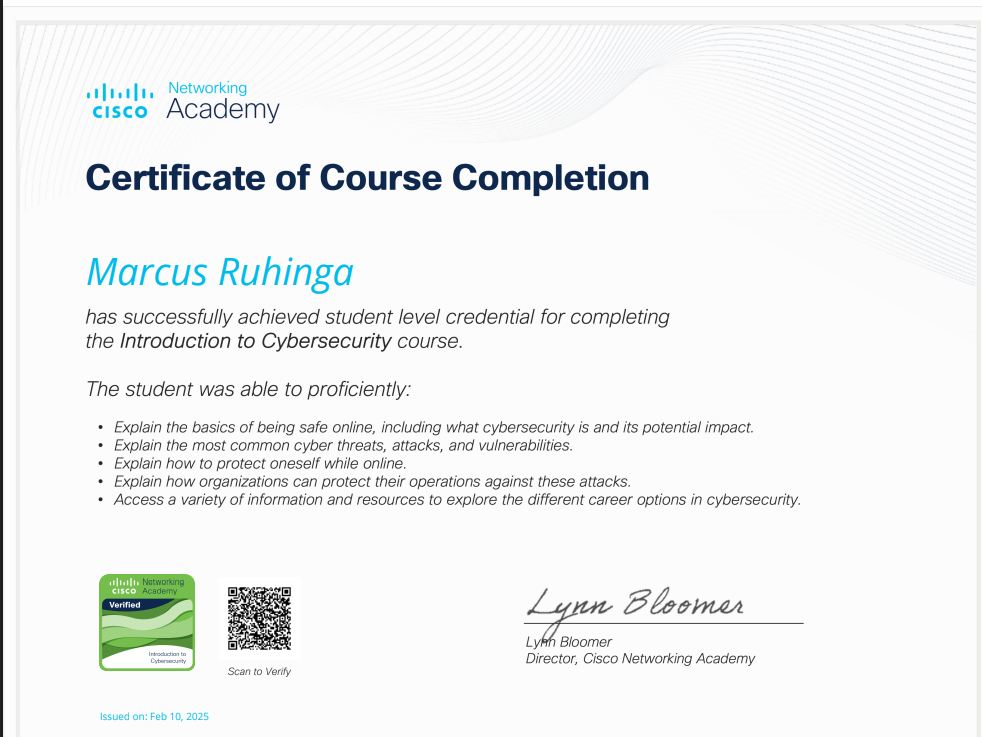 Networking
CISCO Academy
Certificate of Course Completion
Marcus Ruhinga
has successfully achieved student level credential for completing
the Introduction to Cybersecurity course.
The student was able to proficiently:
• Explain the basics of being safe online, including what cybersecurity is and its potential impact.
• Explain the most common cyber threats, attacks, and vulnerabilities.
• Explain how to protect oneself while online.
• Explain how organizations can protect their operations against these attacks.
• Access a variety of information and resources to explore the different career options in cybersecurity.
Networking
CISCO Academy
Verified
Introduction to
Cybersecurity
Scan to Verify
Lynn Bloomer
Lynn Bloomer
Director, Cisco Networking Academy
Issued on: Feb 10, 2025